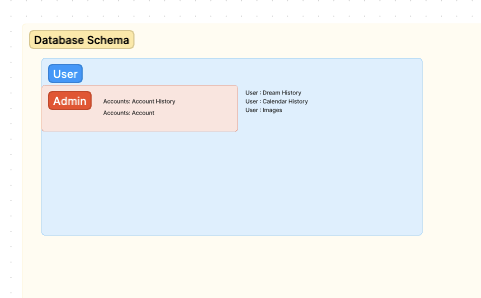 Database Schema
User
Admin
Accounts: Account History
Accounts: Account
User : Dream History
User : Calendar History
User : Images